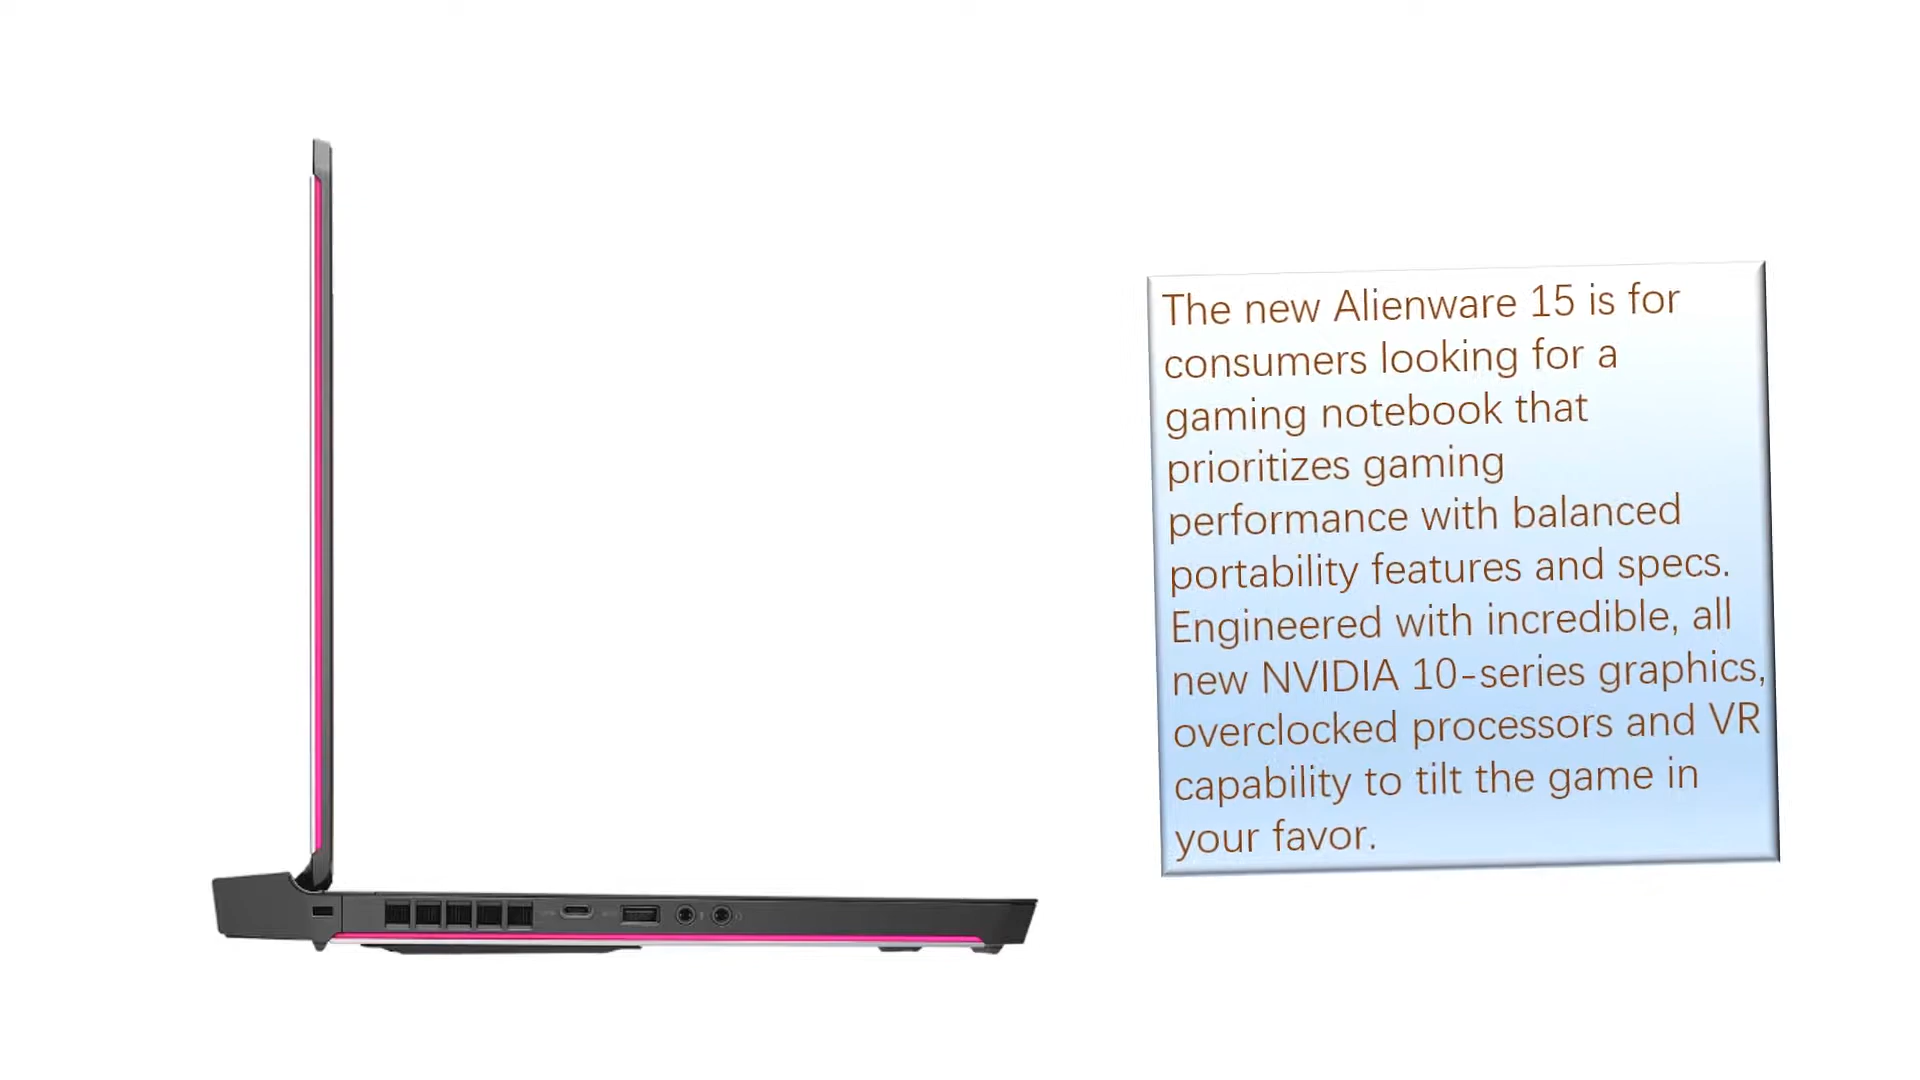 The new Alienware 15 is for
consumers looking for a
gaming notebook that
prioritizes gaming
performance with balanced
portability features and specs.
Engineered with incredible, all
new NVIDIA 10-series graphics,
overclocked processors and VR
capability to tilt the game in
your favor.